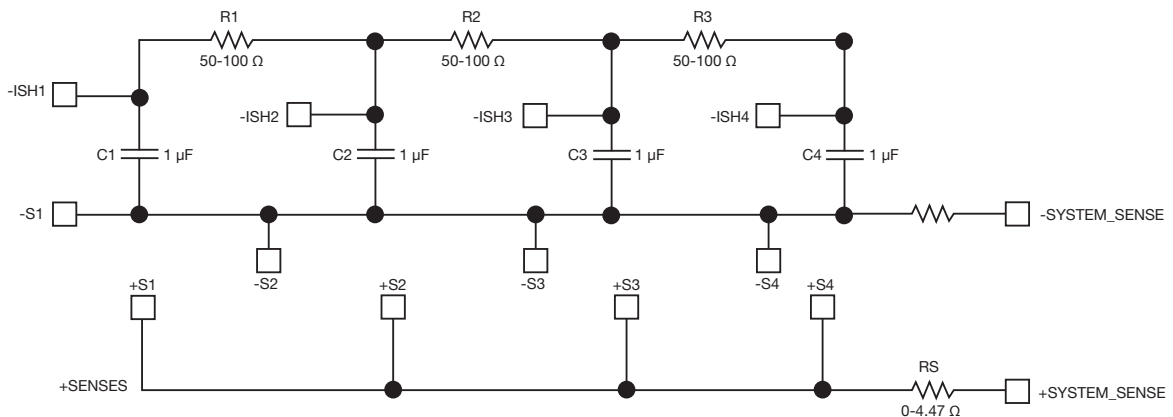 R1
R2
R3
50-100 Ω
50-100 Ω
50-100 Ω
-ISH1
-ISH2
-ISH3
-ISH4
C1
1 µF
C2
1 µF
C3
1 µF
C4
1 µF
-S1
-SYSTEM_SENSE
-S2
-S3
-S4
+S1
+S2
+S3
+S4
+SENSES
RS
+SYSTEM_SENSE
0-4.47 Ω